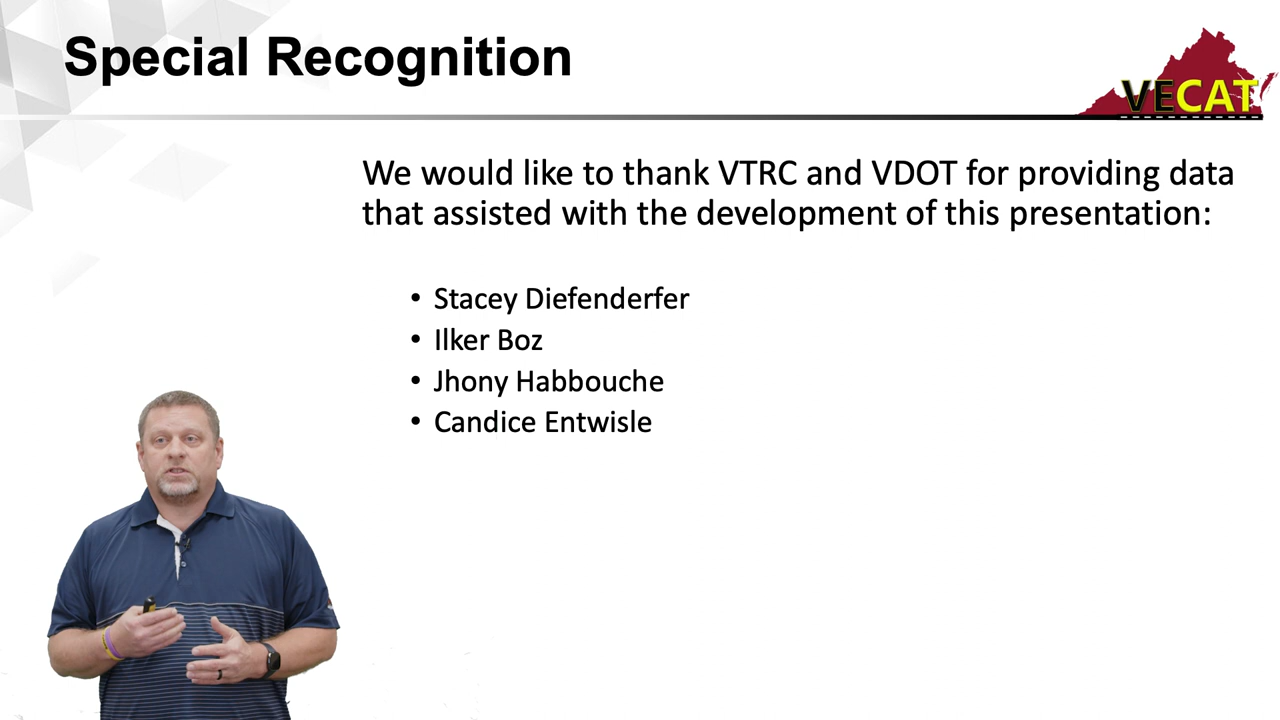 Special Recognition
VECAT
We would like to thank VTRC and VDOT for providing data
that assisted with the development of this presentation:
• Stacey Diefenderfer
• Ilker Boz
• Jhony Habbouche
• Candice Entwisle